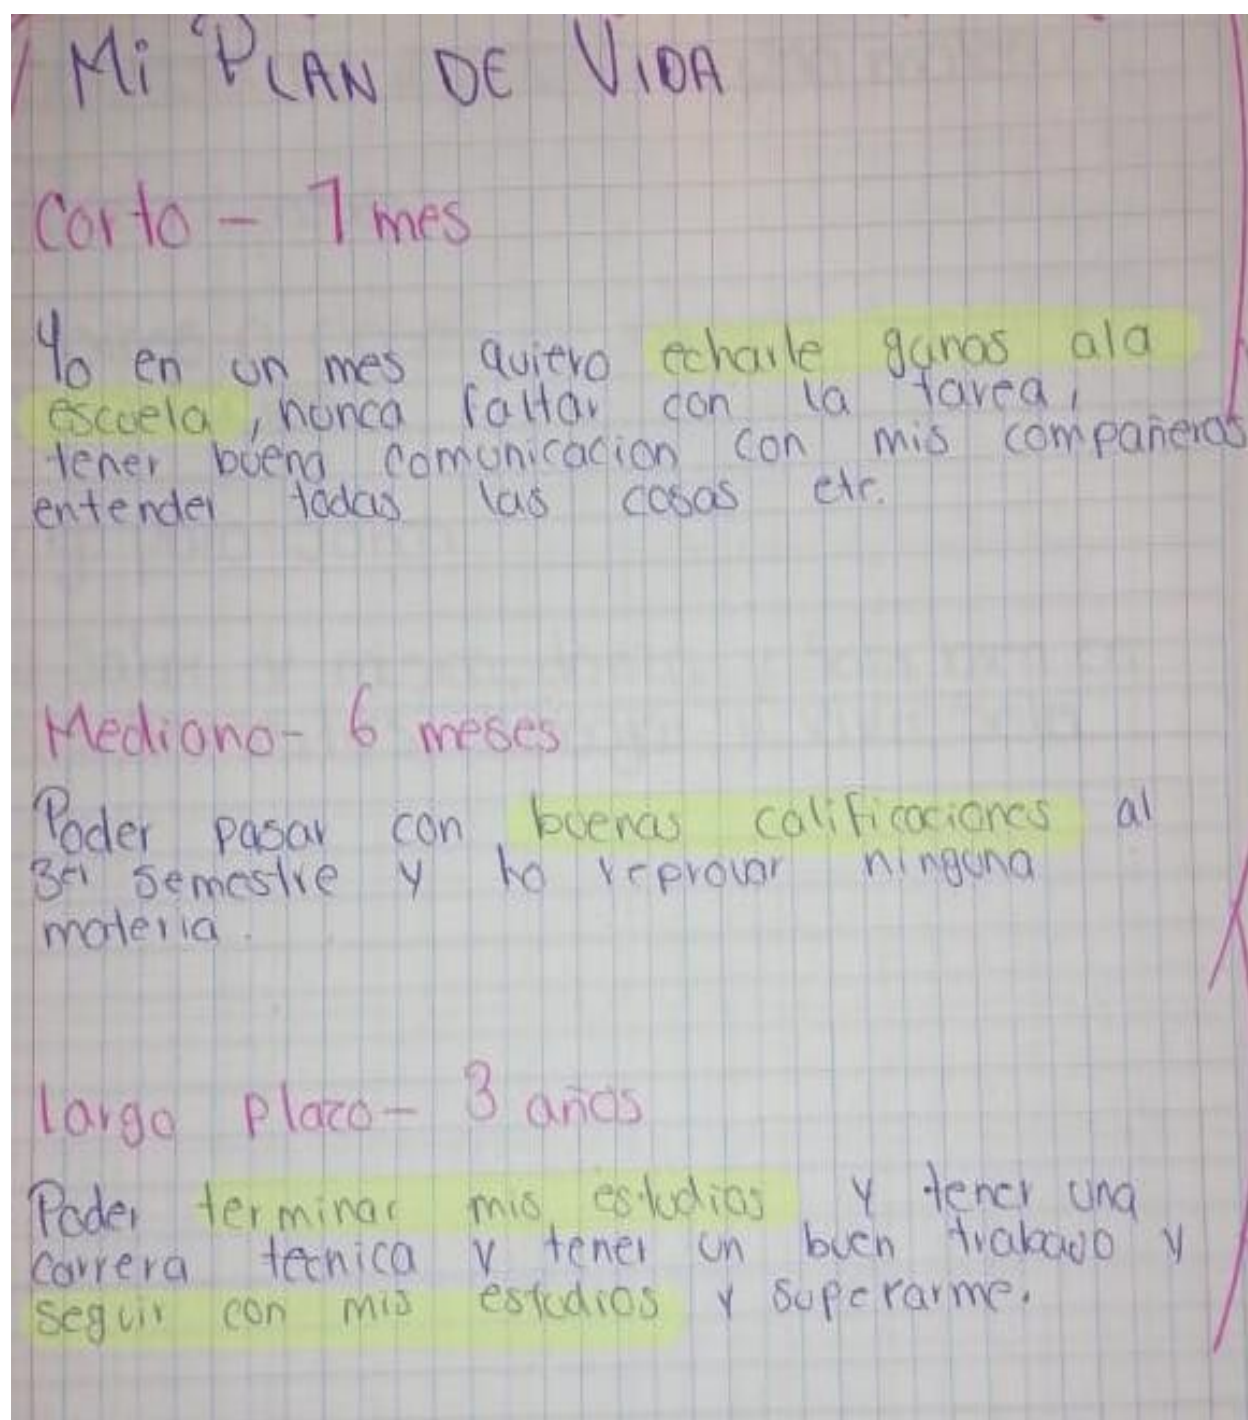 Mi PLAN DE VIDA
Corto - 1 mes
Yo en un mes quiero echarle ganas ala
escuela, nunca faltar con la tarea,
tener buena comunicacion con mis compañeros
entender todas las cosas etc.
Mediano- 6 meses
Poder pasar con buenas calificaciones al
3er semestre y no reprovar ninguna
materia.
largo plazo- 3 años
Poder terminar mis estudios y tener una
carrera tecnica y tener un buen trabajo y
seguir con mis estudios y superarme.